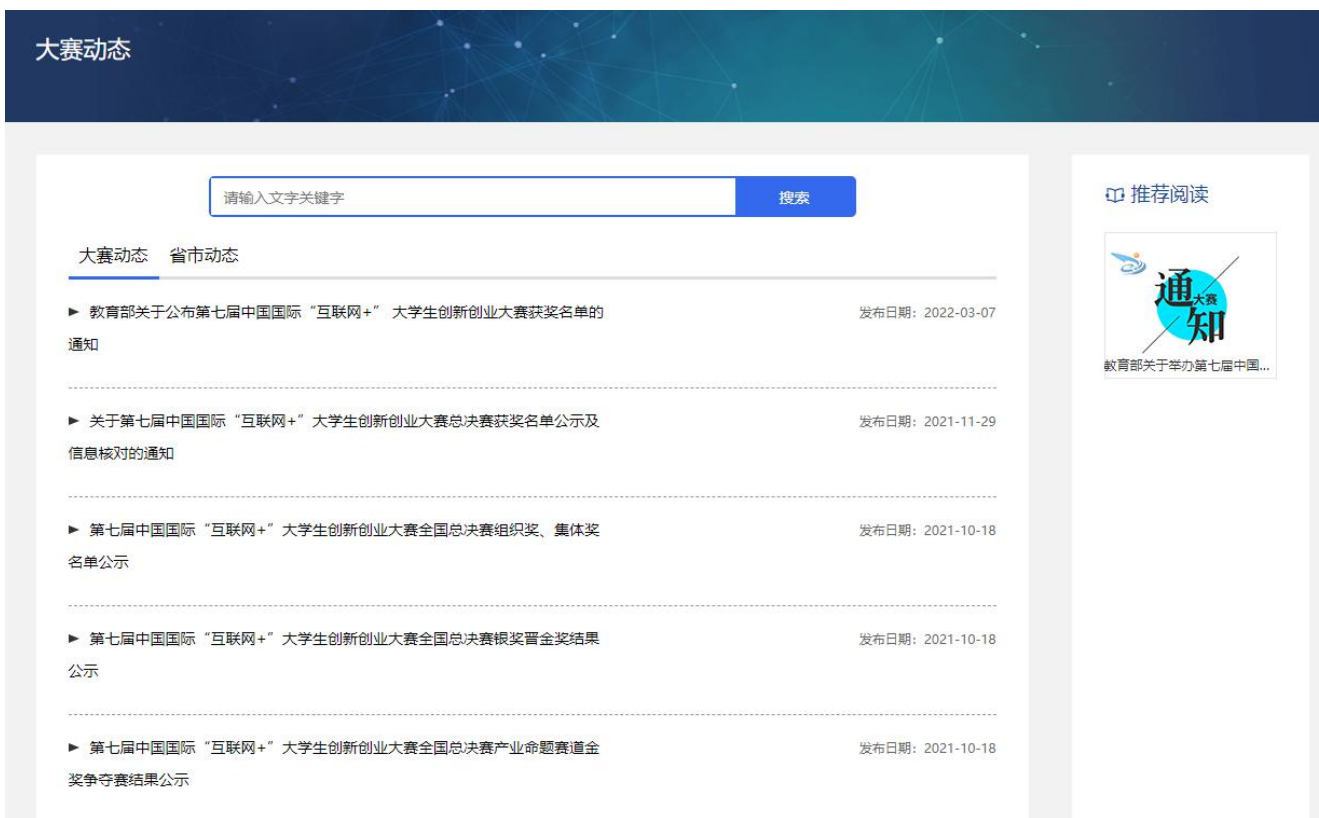 大赛动态
请输入文字关键字
搜索
大赛动态 省市动态
► 教育部关于公布第七届中国国际“互联网+” 大学生创新创业大赛获奖名单的
通知
发布日期：2022-03-07
► 关于第七届中国国际“互联网+”大学生创新创业大赛总决赛获奖名单公示及
信息核对的通知
发布日期：2021-11-29
► 第七届中国国际“互联网+”大学生创新创业大赛全国总决赛组织奖、集体奖
名单公示
发布日期：2021-10-18
► 第七届中国国际“互联网+”大学生创新创业大赛全国总决赛银奖晋金奖结果
公示
发布日期：2021-10-18
► 第七届中国国际“互联网+”大学生创新创业大赛全国总决赛产业命题赛道金
奖争夺赛结果公示
发布日期：2021-10-18
推荐阅读
通
大赛
知
教育部关于举办第七届中国...